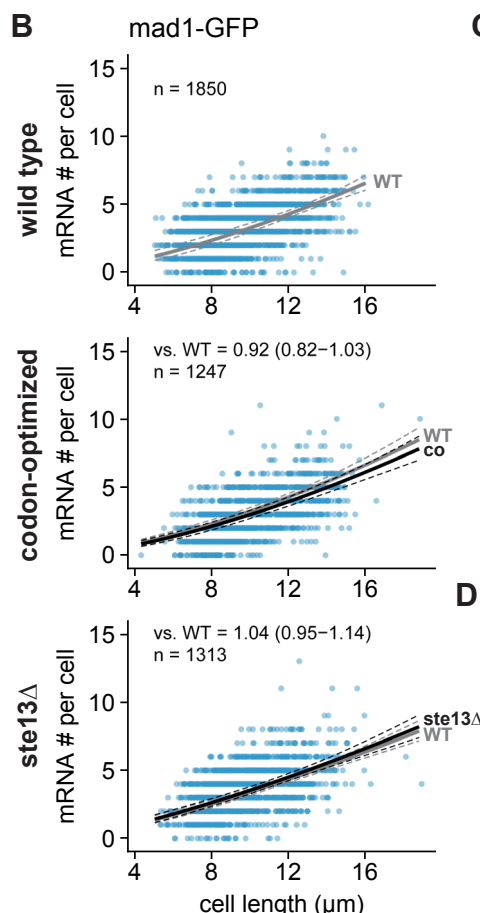 B
mad1-GFP
C
wild type
mRNA # per cell
15
10
5
0
n = 1850
WT
4
8
12
16
codon-optimized
mRNA # per cell
15
10
5
0
vs. WT = 0.92 (0.82–1.03)
n = 1247
WT
co
4
8
12
16
D
ste13Δ
mRNA # per cell
15
10
5
0
vs. WT = 1.04 (0.95–1.14)
n = 1313
ste13Δ
WT
4
8
12
16
cell length (μm)